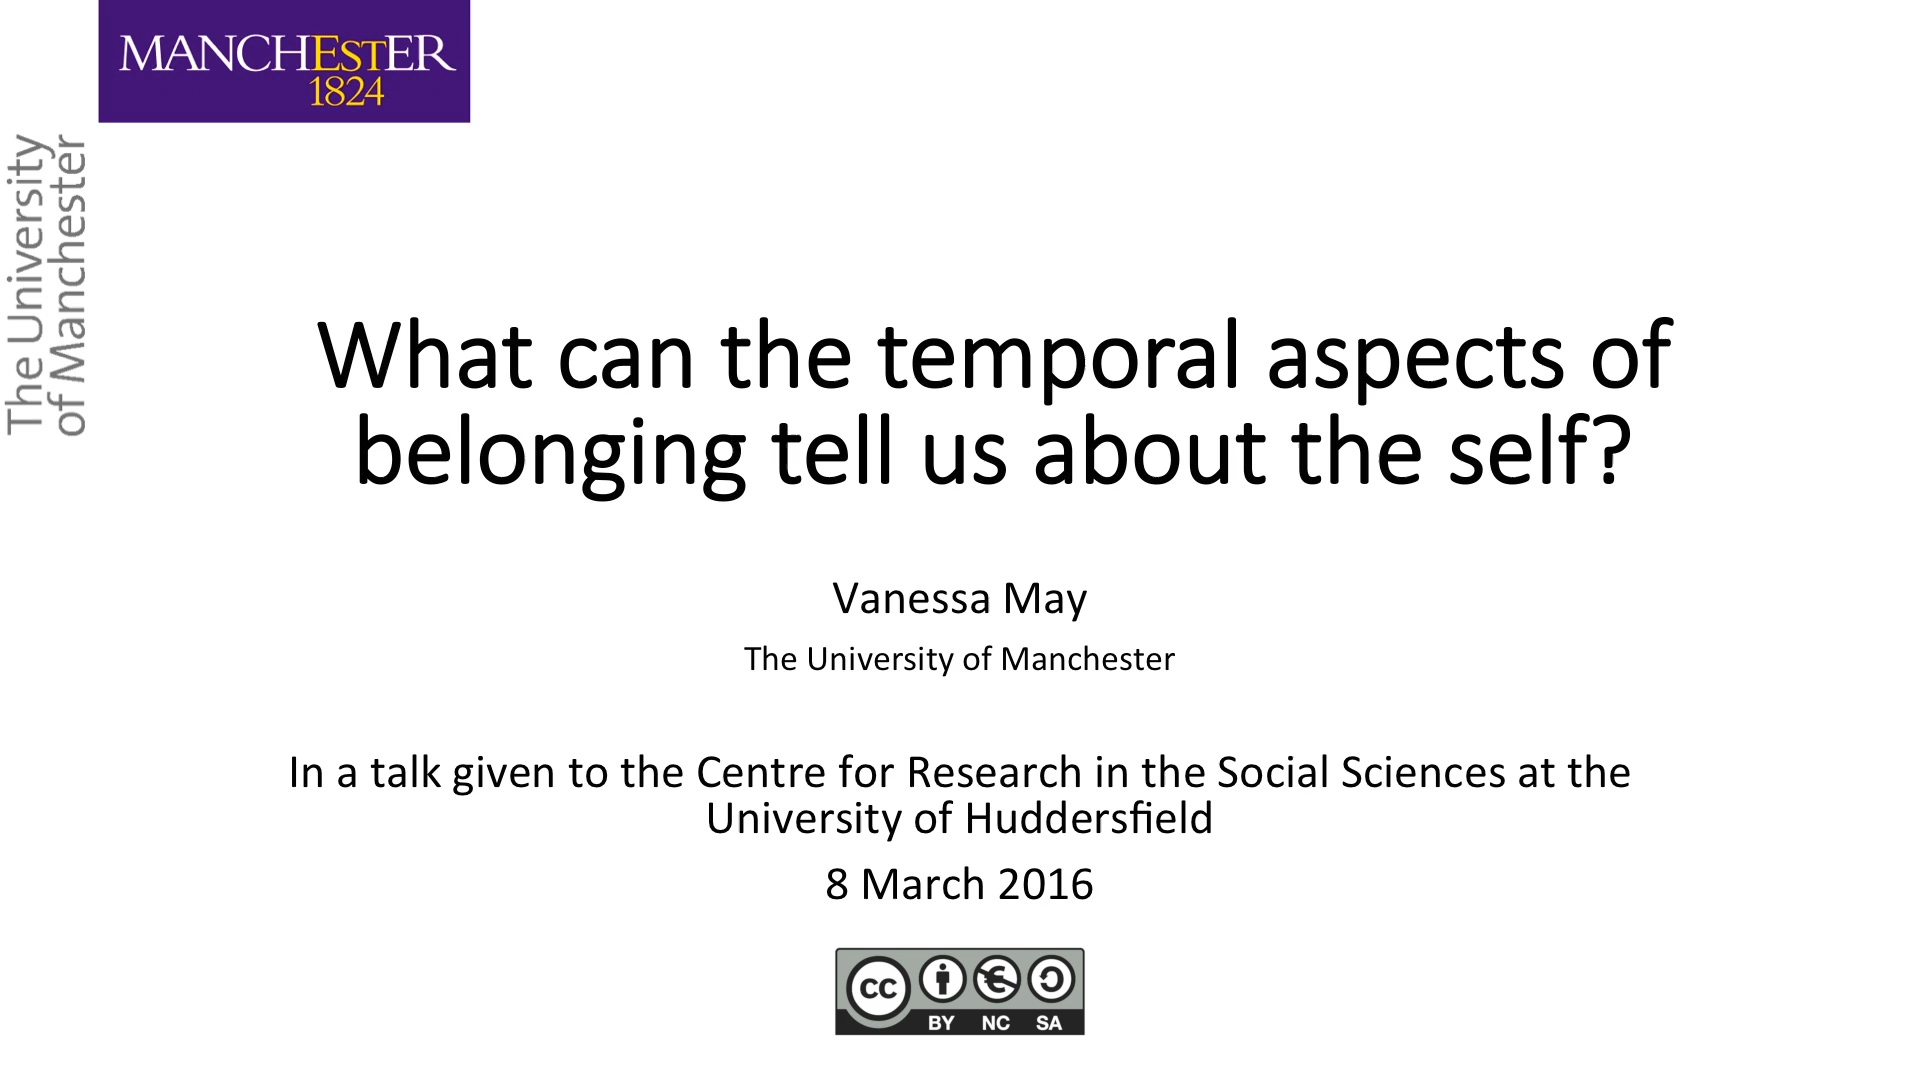 MANCHESTER
1824
The University
of Manchester
What can the temporal aspects of
belonging tell us about the self?
Vanessa May
The University of Manchester
In a talk given to the Centre for Research in the Social Sciences at the
University of Huddersfield
8 March 2016
cc
BY NC SA